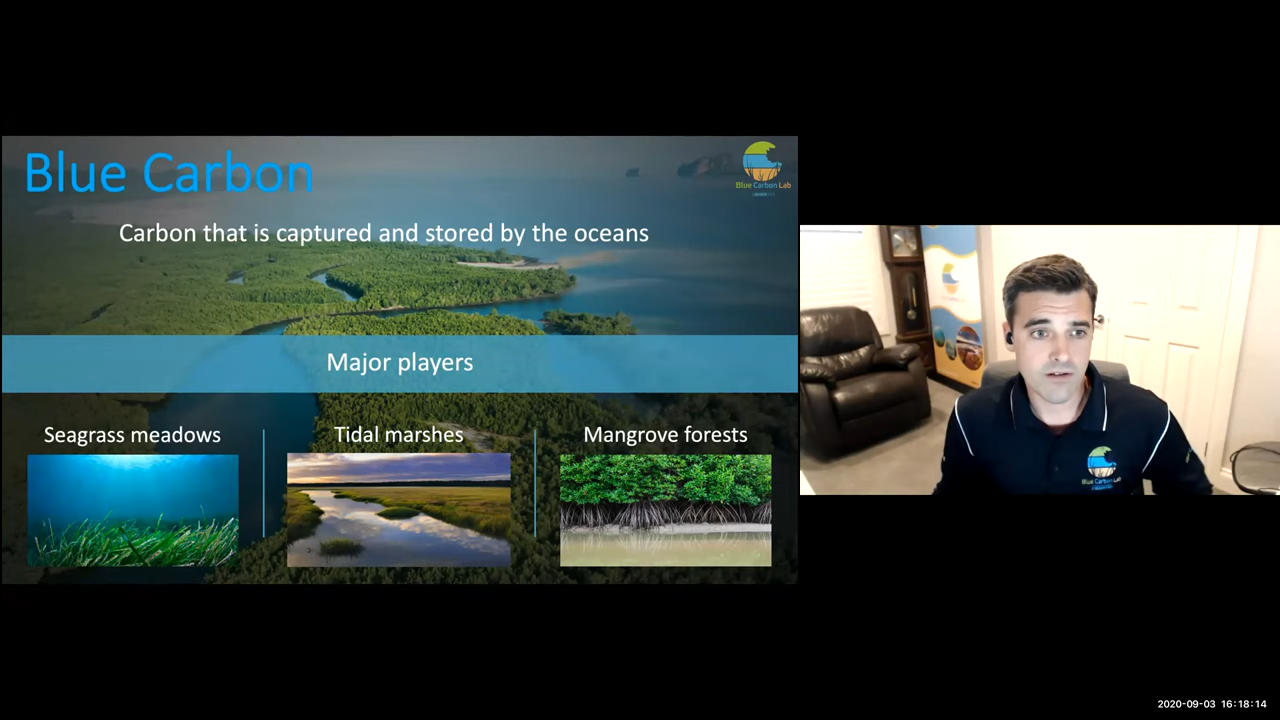 Blue Carbon
Blue Carbon Lab
Carbon that is captured and stored by the oceans
Major players
Seagrass meadows
Tidal marshes
Mangrove forests
Blue Carbon Lab
2020-09-03 16:18:14